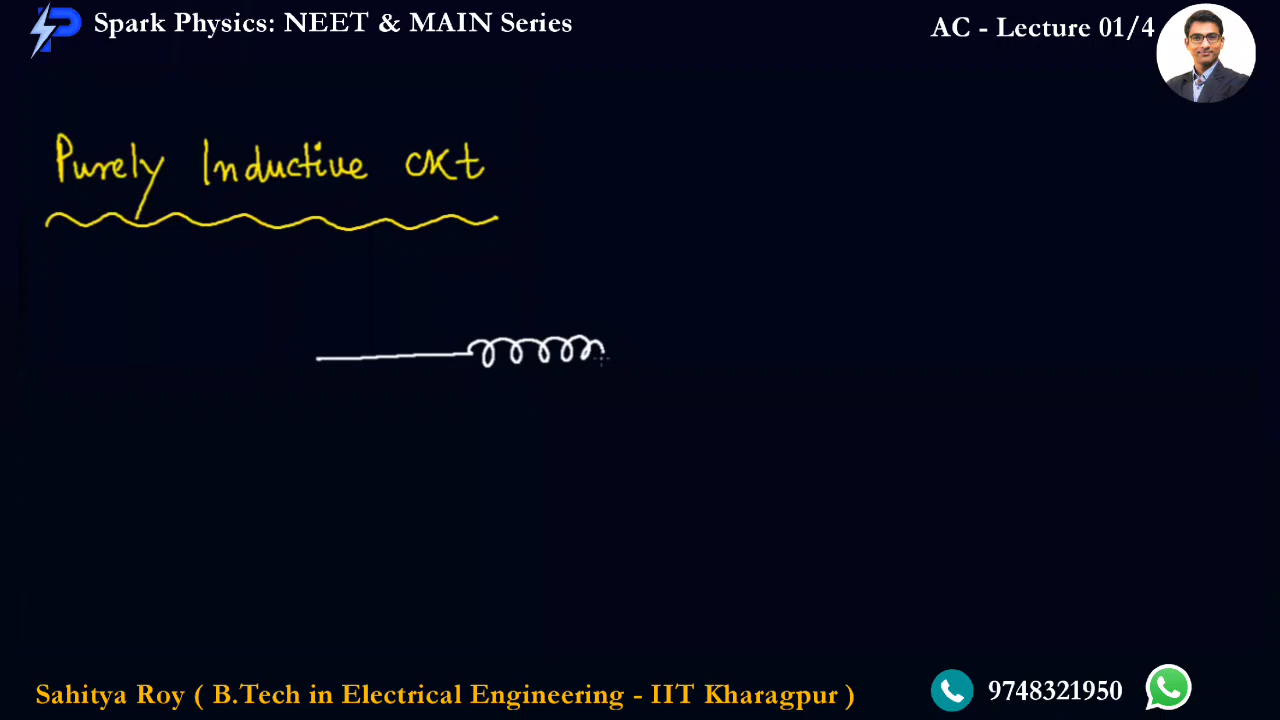 Spark Physics: NEET & MAIN Series
AC - Lecture 01/4
Purely Inductive ckt
Sahitya Roy ( B.Tech in Electrical Engineering - IIT Kharagpur )
9748321950